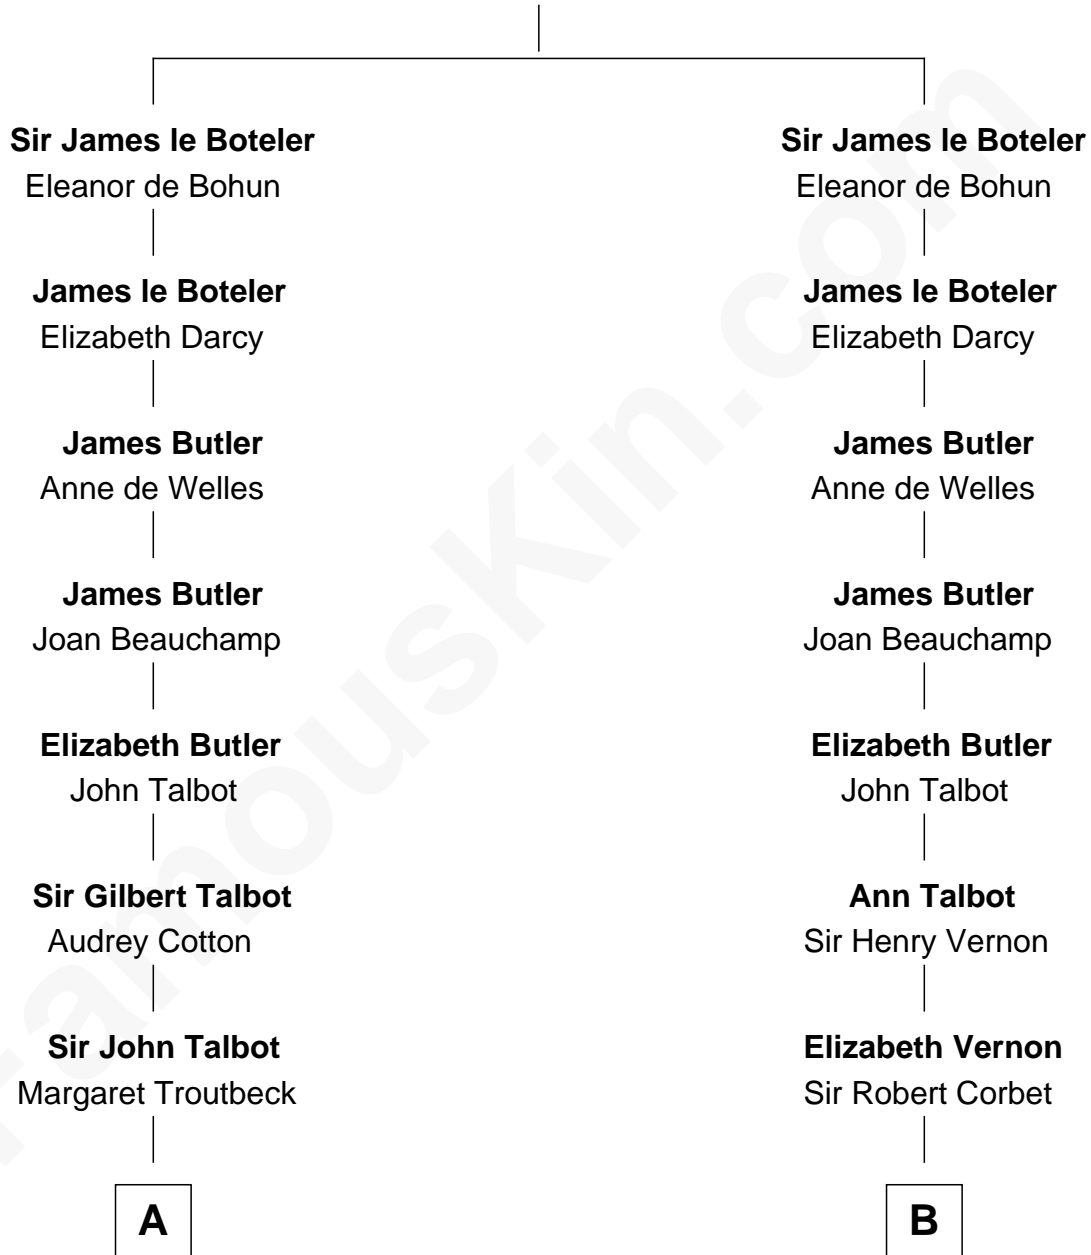 Sir James le Boteler
Eleanor de Bohun
James le Boteler
Elizabeth Darcy
James Butler
Anne de Welles
James Butler
Joan Beauchamp
Elizabeth Butler
John Talbot
Sir Gilbert Talbot
Audrey Cotton
Sir John Talbot
Margaret Troutbeck
A
Sir James le Boteler
Eleanor de Bohun
James le Boteler
Elizabeth Darcy
James Butler
Anne de Welles
James Butler
Joan Beauchamp
Elizabeth Butler
John Talbot
Ann Talbot
Sir Henry Vernon
Elizabeth Vernon
Sir Robert Corbet
B
FamousKin.com